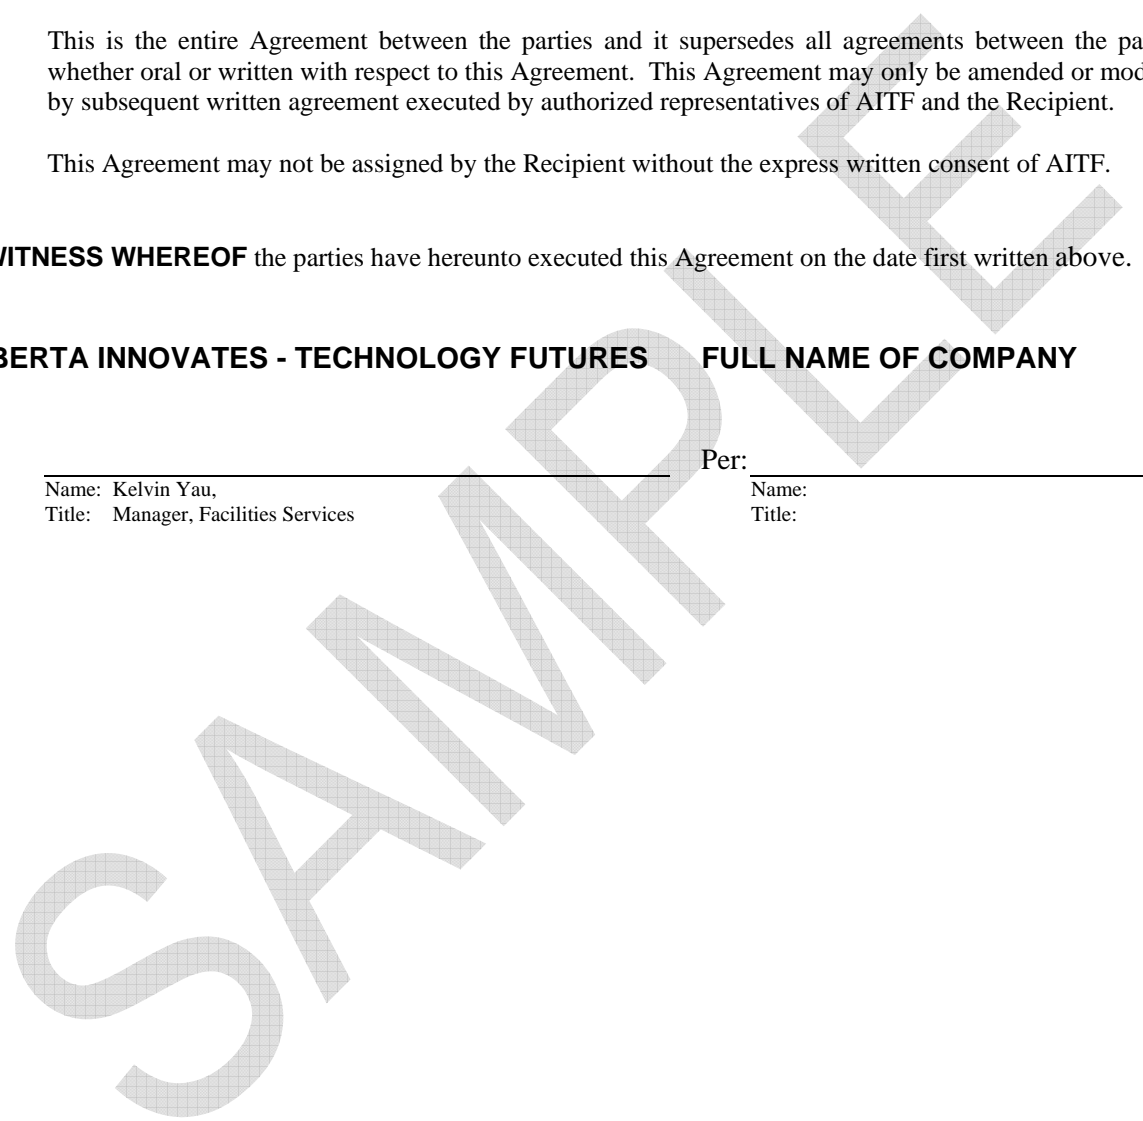 This is the entire Agreement between the parties and it supersedes all agreements between the pa
whether oral or written with respect to this Agreement. This Agreement may only be amended or mod
by subsequent written agreement executed by authorized representatives of AITF and the Recipient.
This Agreement may not be assigned by the Recipient without the express written consent of AITF.
WITNESS WHEREOF the parties have hereunto executed this Agreement on the date first written above.
BERTA INNOVATES - TECHNOLOGY FUTURES FULL NAME OF COMPANY
Per:
Name: Kelvin Yau, Name:
Title: Manager, Facilities Services Title:
SAMPLE